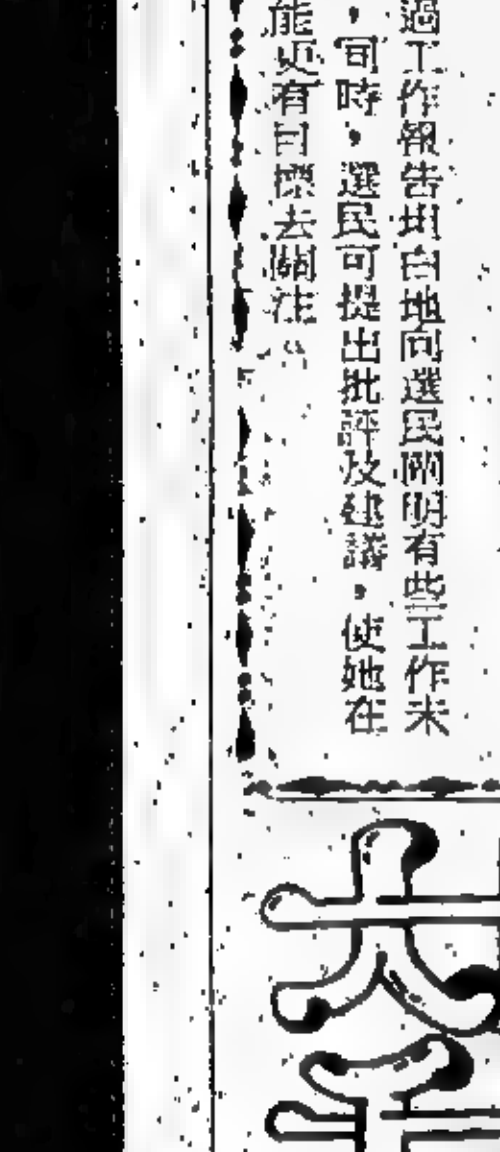 過工作報告坦白地向選民闡明有些工作未
，同時，選民可提出批評及建議，使她在
能更有目標去關注。